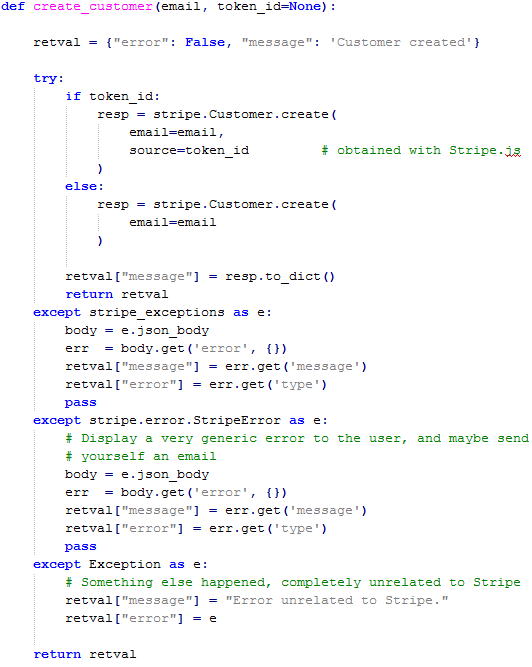 def create_customer(email, token_id=None):

    retval = {"error": False, "message": 'Customer created'}

    try:
        if token_id:
            resp = stripe.Customer.create(
                email=email,
                source=token_id         # obtained with Stripe.js
            )
        else:
            resp = stripe.Customer.create(
                email=email
            )

        retval["message"] = resp.to_dict()
        return retval
    except stripe_exceptions as e:
        body = e.json_body
        err  = body.get('error', {})
        retval["message"] = err.get('message')
        retval["error"] = err.get('type')
        pass
    except stripe.error.StripeError as e:
        # Display a very generic error to the user, and maybe send
        # yourself an email
        body = e.json_body
        err  = body.get('error', {})
        retval["message"] = err.get('message')
        retval["error"] = err.get('type')
        pass
    except Exception as e:
        # Something else happened, completely unrelated to Stripe
        retval["message"] = "Error unrelated to Stripe."
        retval["error"] = e

    return retval